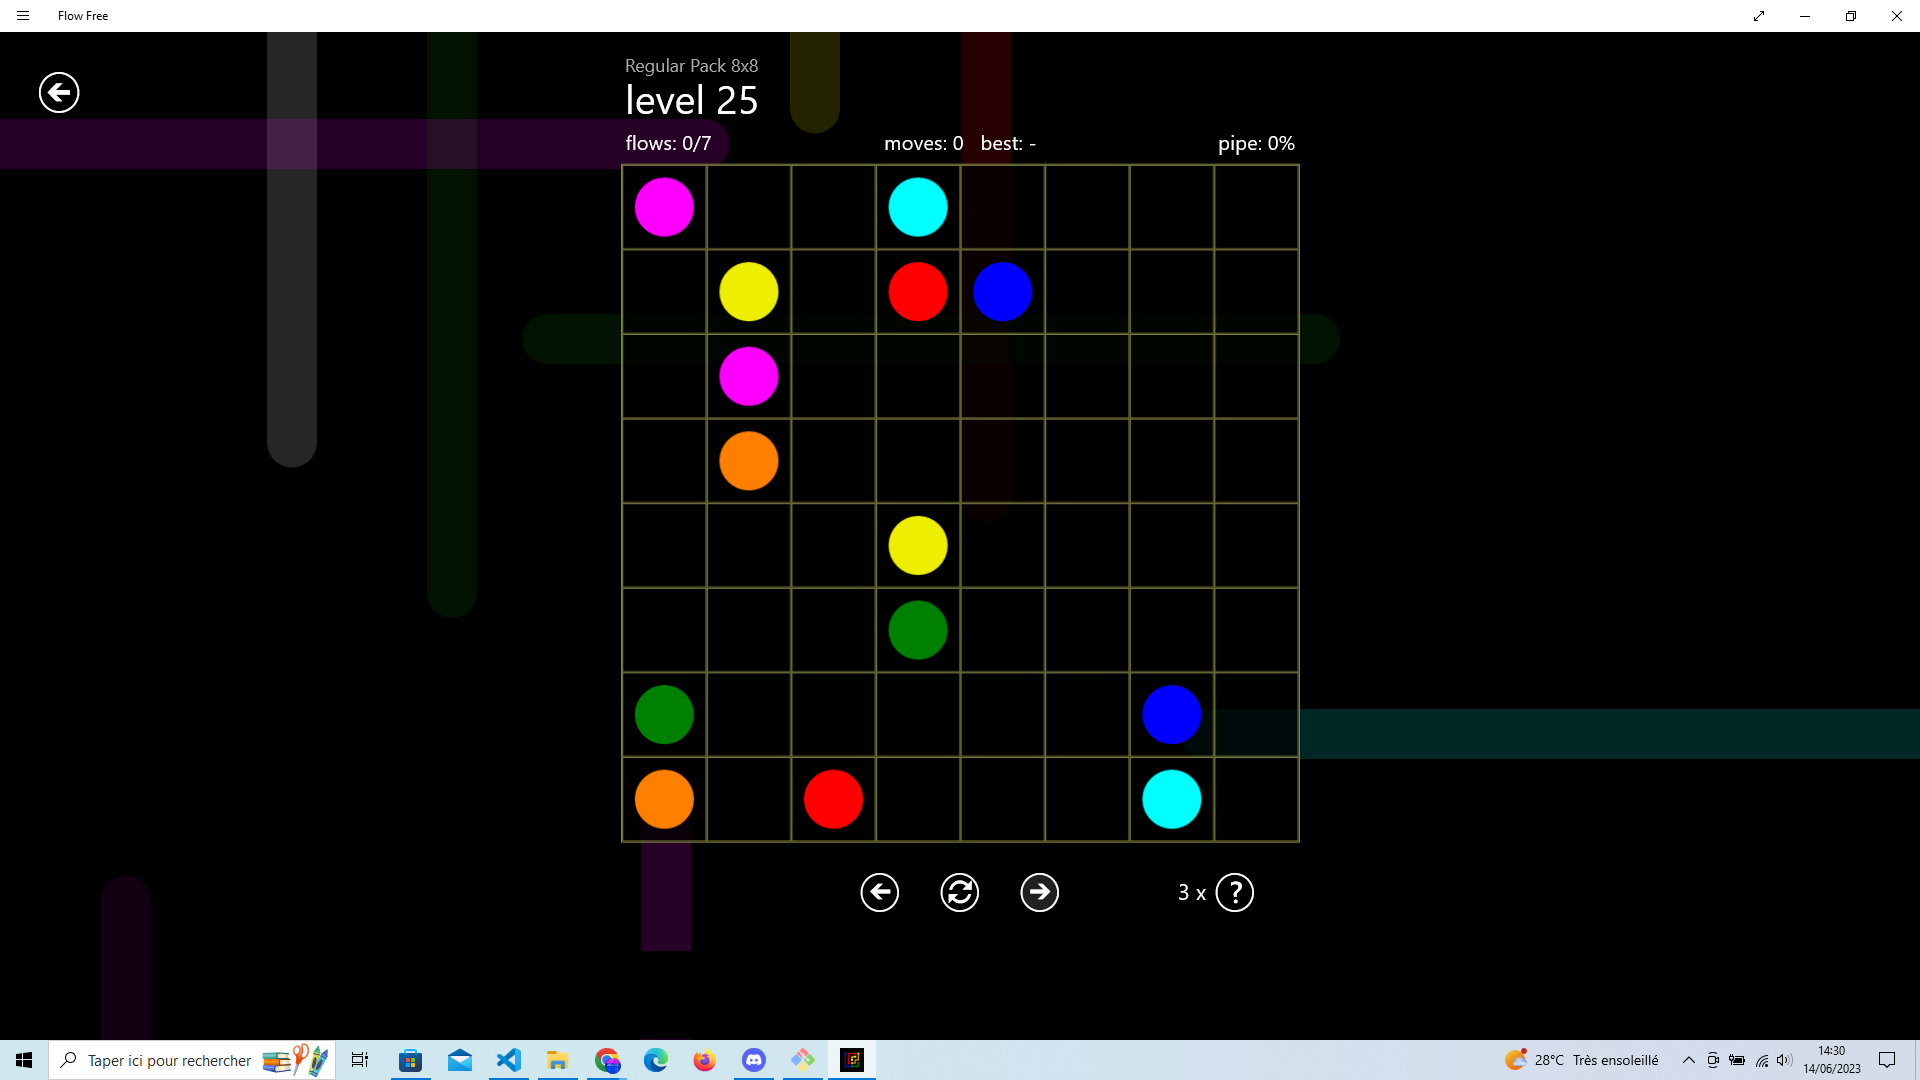 Flow Free
Regular Pack 8x8
level 25
flows: 0/7 moves: 0 best: - pipe: 0%
3 x ?
Taper ici pour rechercher
28°C Très ensoleillé
14:30
14/06/2023